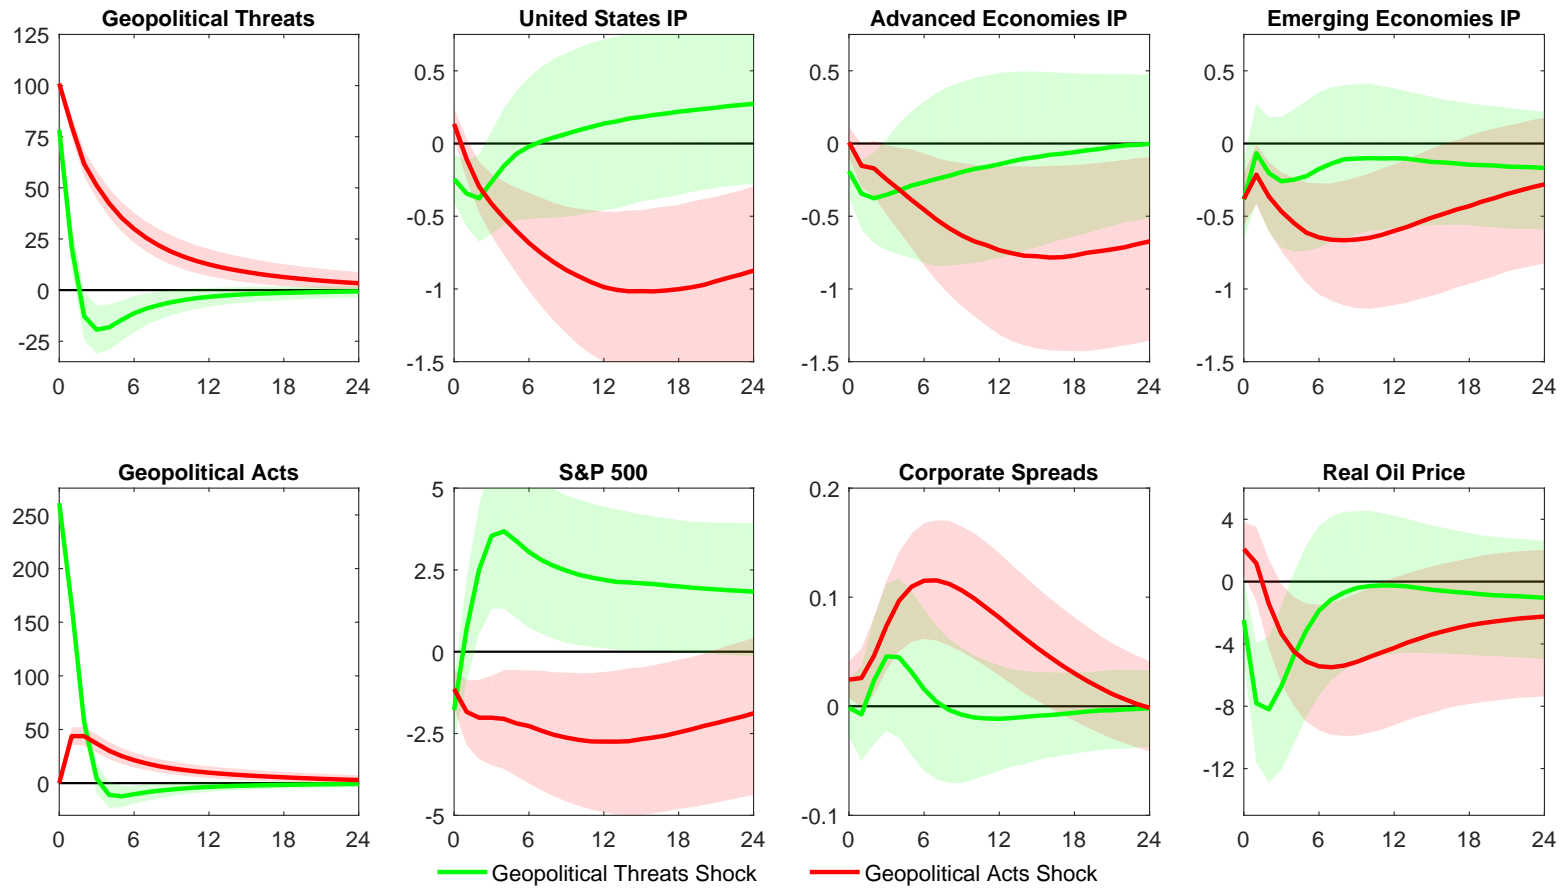 Geopolitical Threats
United States IP
Advanced Economies IP
Emerging Economies IP
125
100
75
50
25
0
-25
0 6 12 18 24
0.5
0
-0.5
-1
-1.5
0 6 12 18 24
0.5
0
-0.5
-1
-1.5
0 6 12 18 24
0.5
0
-0.5
-1
-1.5
0 6 12 18 24
Geopolitical Acts
S&P 500
Corporate Spreads
Real Oil Price
250
200
150
100
50
0
0 6 12 18 24
5
2.5
0
-2.5
-5
0 6 12 18 24
0.2
0.1
0
-0.1
0 6 12 18 24
4
0
-4
-8
-12
0 6 12 18 24
Geopolitical Threats Shock
Geopolitical Acts Shock